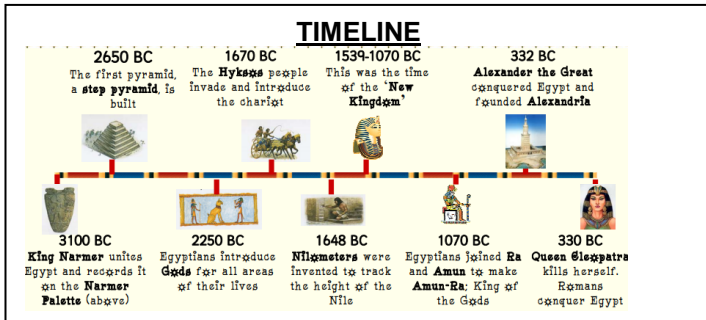 TIMELINE
2650 BC
The first pyramid,
a step pyramid, is
built
1670 BC
The Hyksos people
invade and introduce
the chariot
1539-1070 BC
This was the time
of the ‘New
Kingdom’
332 BC
Alexander the Great
conquered Egypt and
founded Alexandria
3100 BC
King Narmer unites
Egypt and records it
on the Narmer
Palette (above)
2250 BC
Egyptians introduce
Gods for all areas
of their lives
1648 BC
Nilometers were
invented to track
the height of the
Nile
1070 BC
Egyptians joined Ra
and Amun to make
Amun-Ra; King of
the Gods
330 BC
Queen Cleopatra
kills herself.
Romans
conquer Egypt